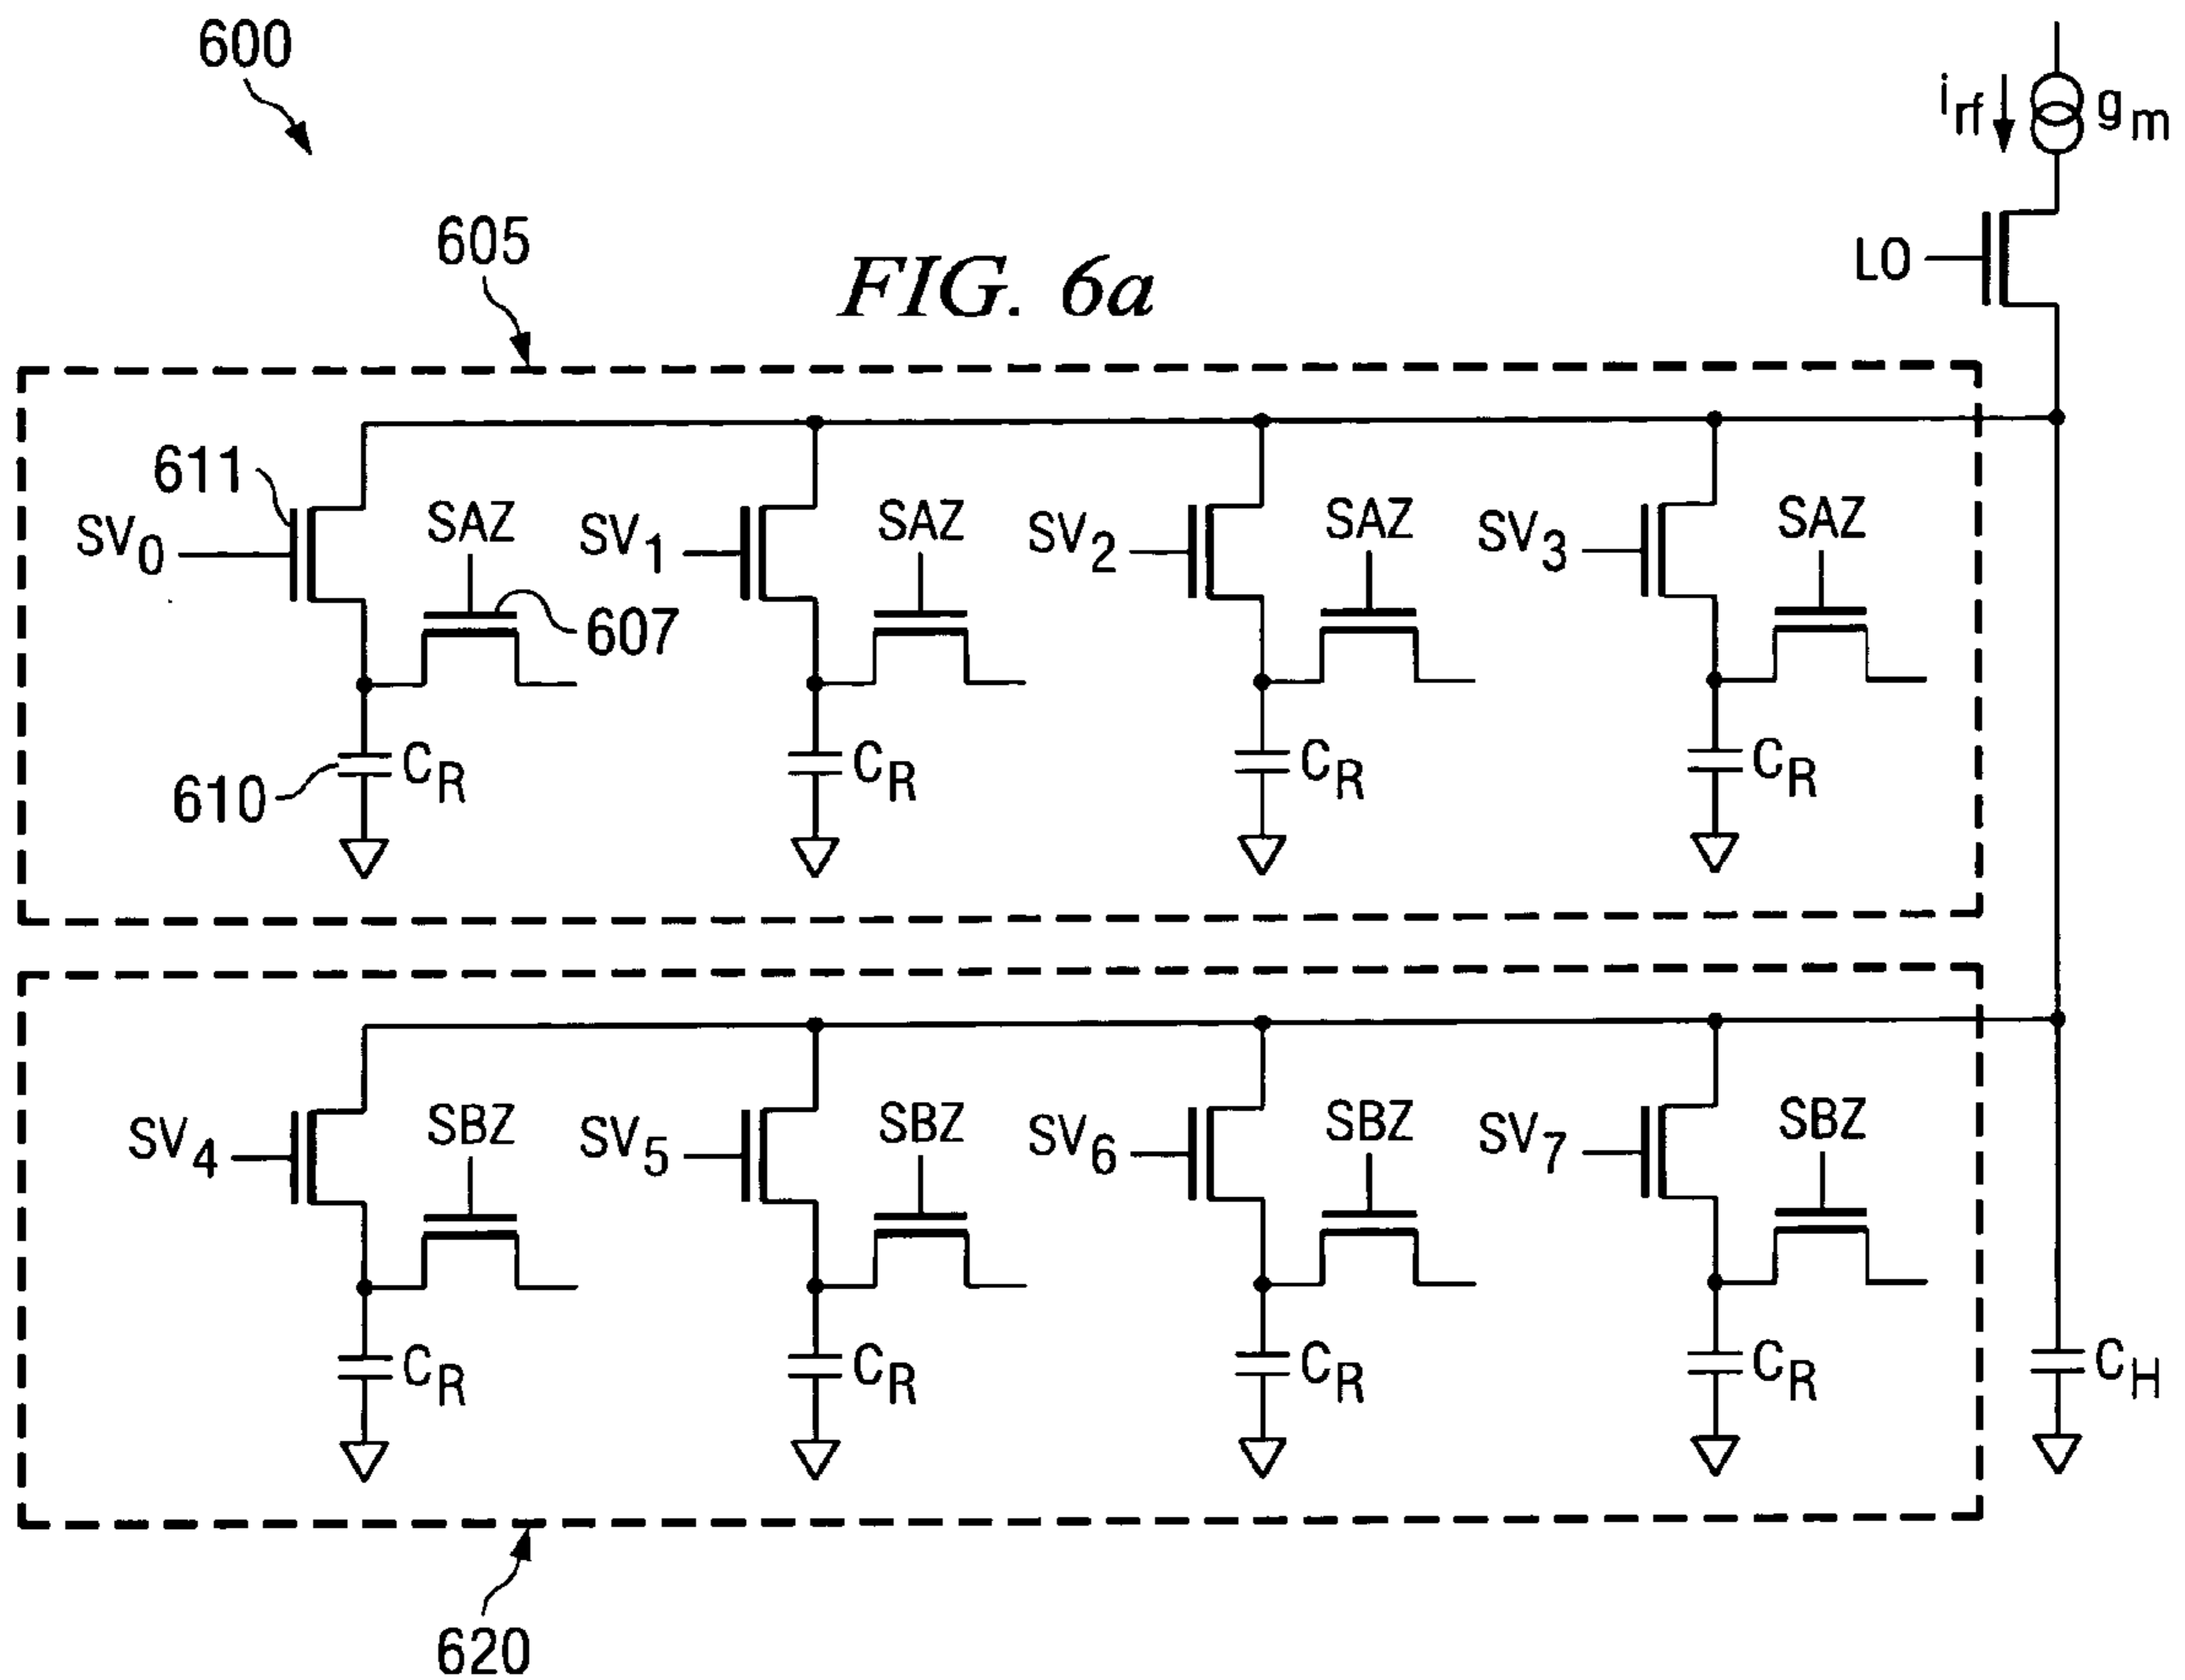 600
i_rf g_m
605
FIG. 6a
LO
611
SV_0 SAZ SV_1 SAZ SV_2 SAZ SV_3 SAZ
607
610 C_R C_R C_R C_R
SV_4 SBZ SV_5 SBZ SV_6 SBZ SV_7 SBZ
C_R C_R C_R C_R C_H
620